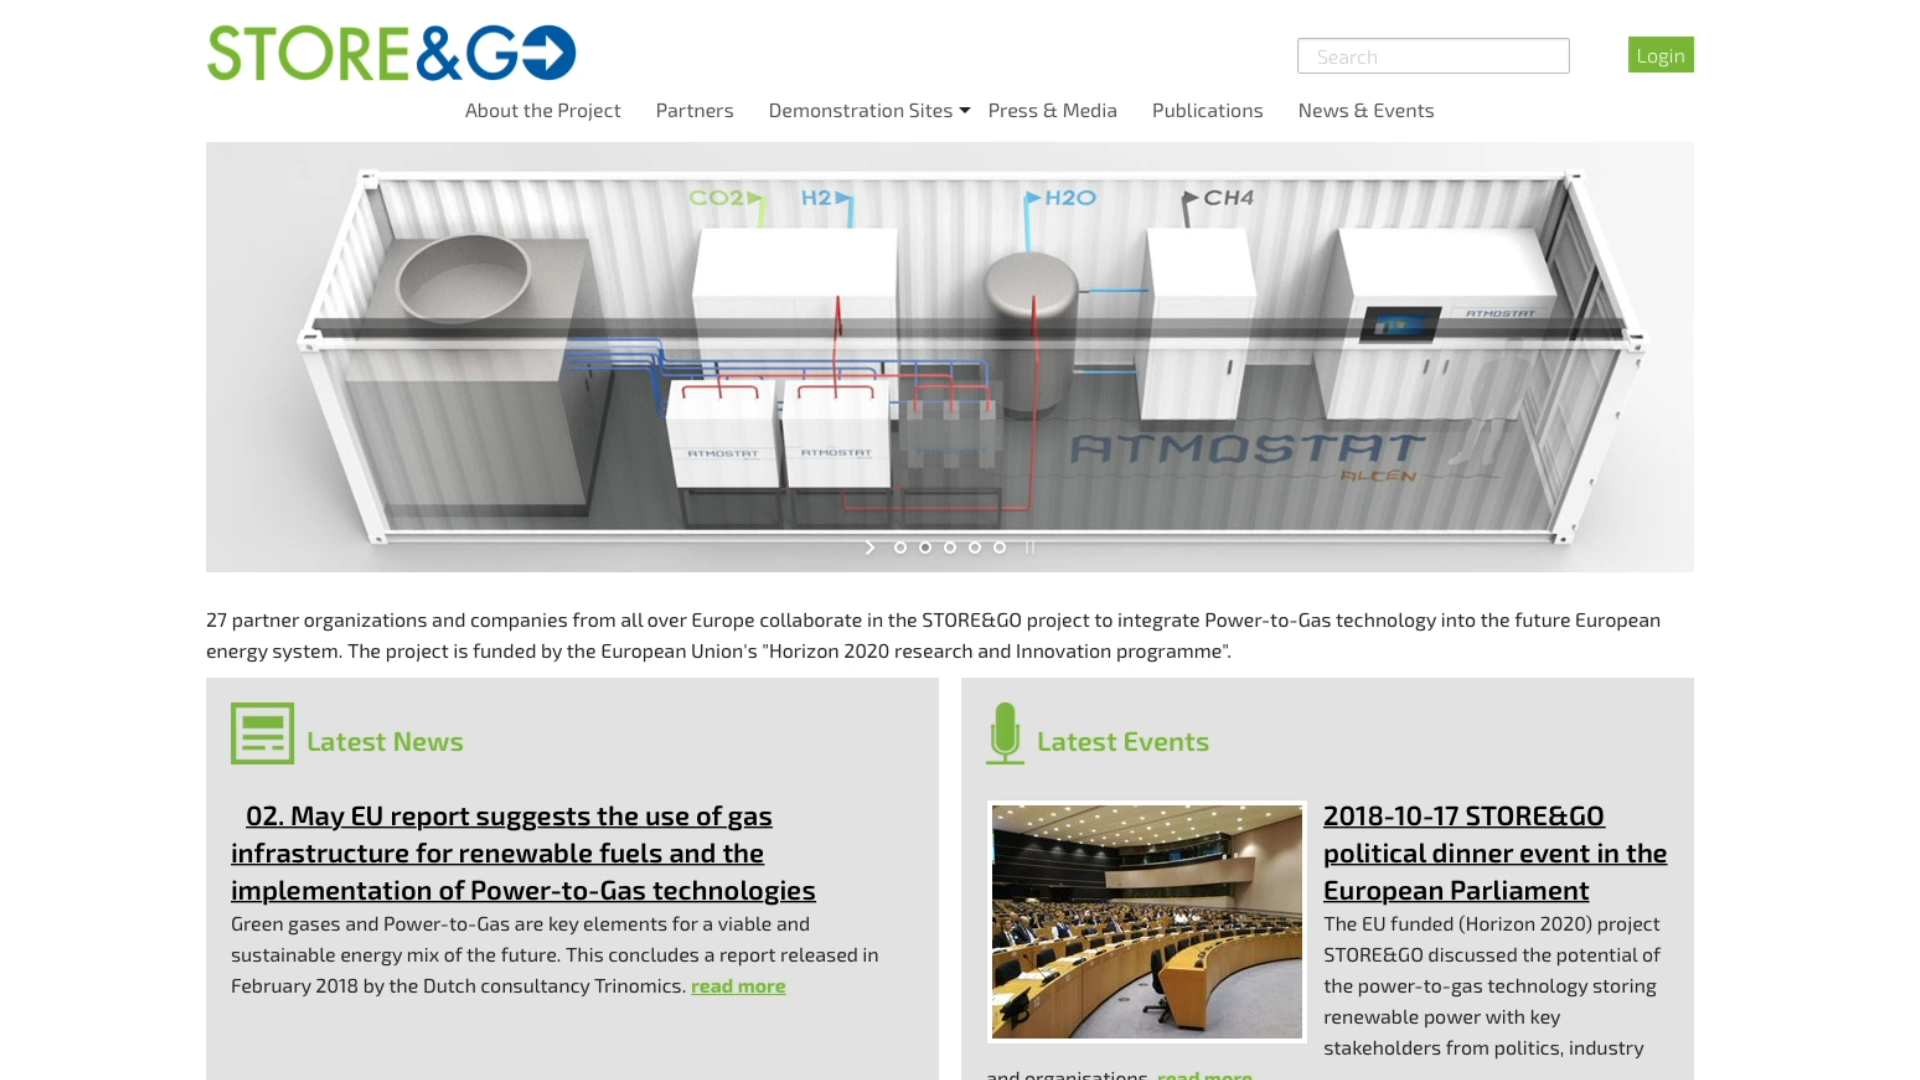 STORE&GO
Search
Login
About the Project
Partners
Demonstration Sites
Press & Media
Publications
News & Events
CO2
H2
H2O
CH4
ATMOSTAT
ATMOSTAT
ATMOSTAT
ATMOSTAT
ALCEN
27 partner organizations and companies from all over Europe collaborate in the STORE&GO project to integrate Power-to-Gas technology into the future European
energy system. The project is funded by the European Union's "Horizon 2020 research and Innovation programme".
Latest News
02. May EU report suggests the use of gas
infrastructure for renewable fuels and the
implementation of Power-to-Gas technologies
Green gases and Power-to-Gas are key elements for a viable and
sustainable energy mix of the future. This concludes a report released in
February 2018 by the Dutch consultancy Trinomics. read more
Latest Events
2018-10-17 STORE&GO
political dinner event in the
European Parliament
The EU funded (Horizon 2020) project
STORE&GO discussed the potential of
the power-to-gas technology storing
renewable power with key
stakeholders from politics, industry
and organisations. read more